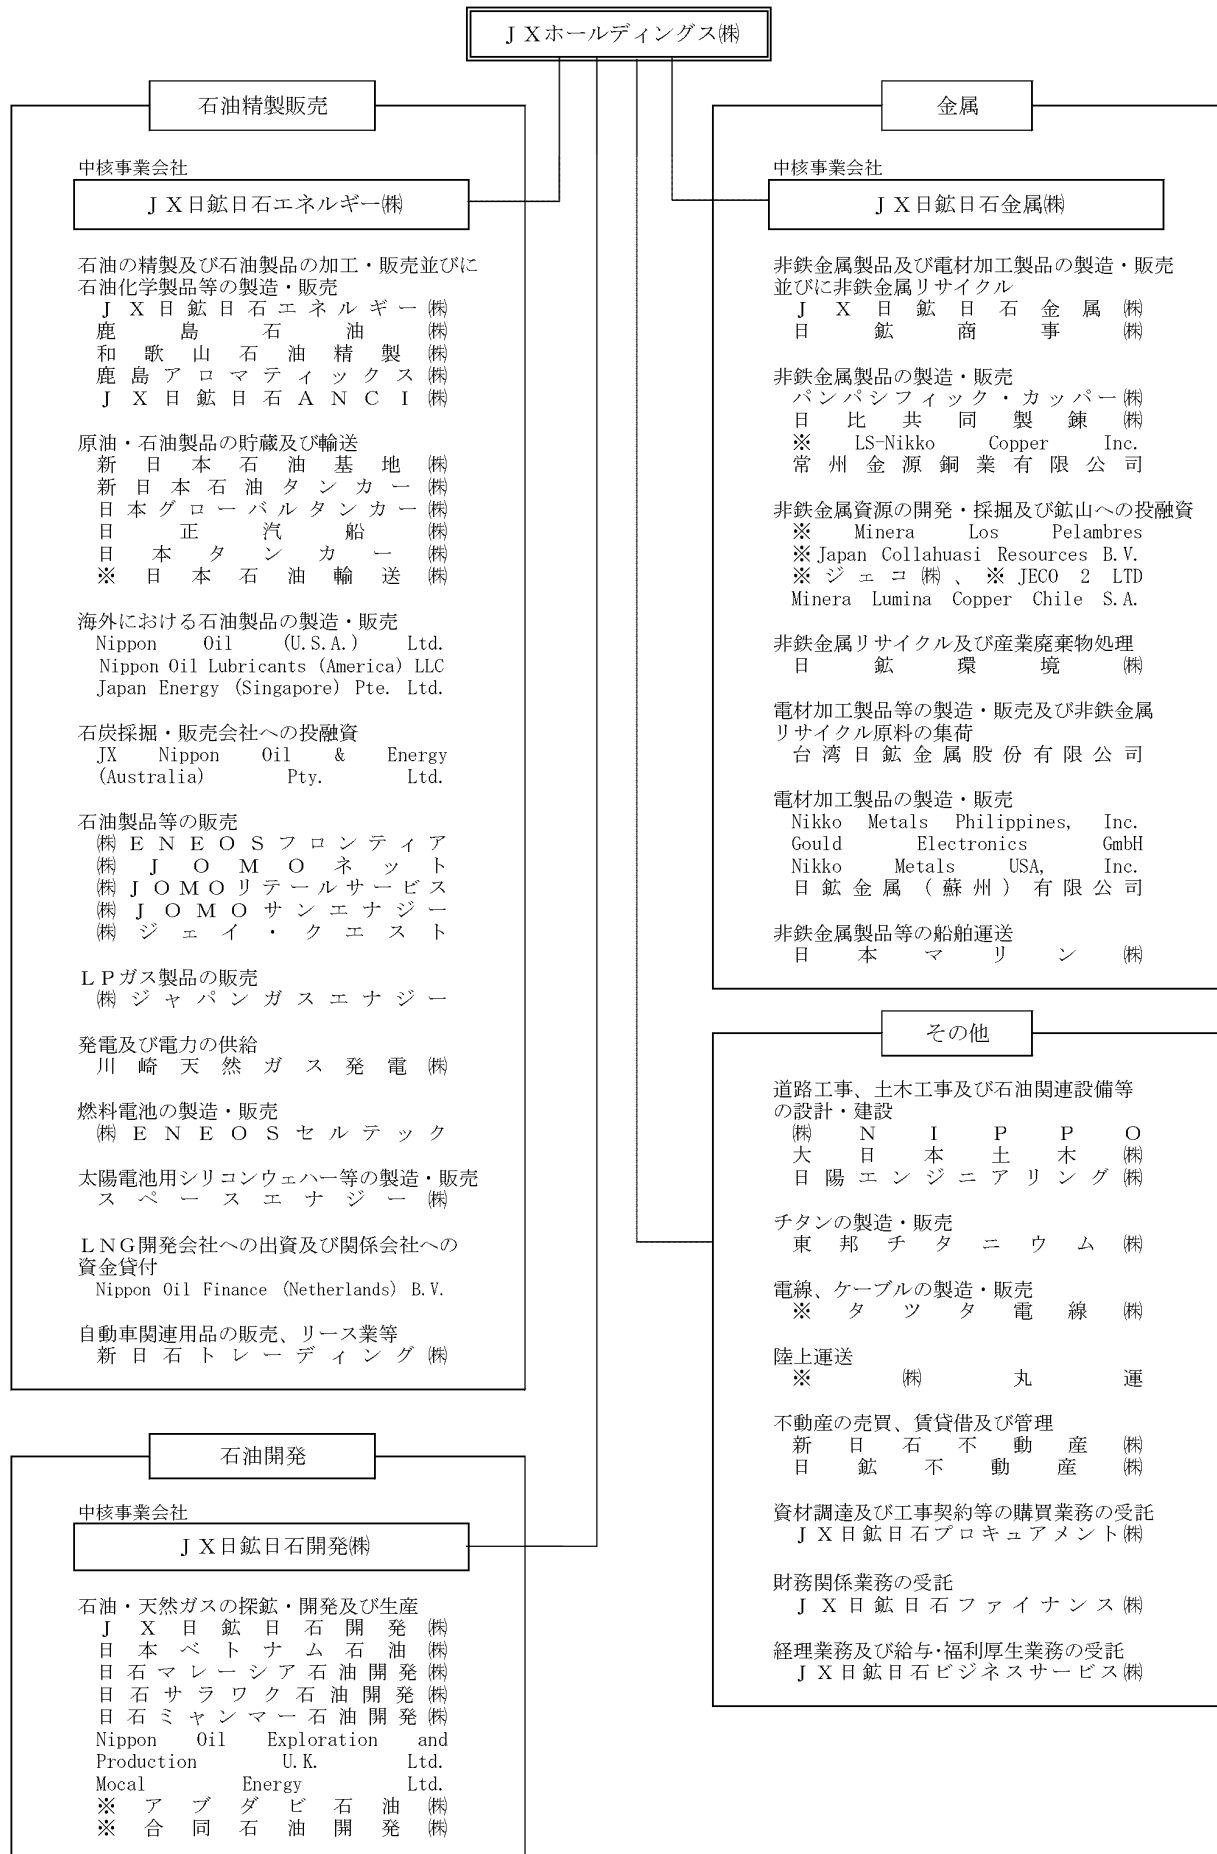 ＪＸホールディングス㈱
石油精製販売
中核事業会社
ＪＸ日鉱日石エネルギー㈱
石油の精製及び石油製品の加工・販売並びに
石油化学製品等の製造・販売
ＪＸ日鉱日石エネルギー㈱
鹿島石油㈱
和歌山石油精製㈱
鹿島アロマティックス㈱
ＪＸ日鉱日石ＡＮＣＩ㈱
原油・石油製品の貯蔵及び輸送
新日本石油基地㈱
新日本石油タンカー㈱
日本グローバルタンカー㈱
日正汽船㈱
日本タンカー㈱
※日本石油輸送㈱
海外における石油製品の製造・販売
Nippon Oil (U.S.A.) Ltd.
Nippon Oil Lubricants (America) LLC
Japan Energy (Singapore) Pte. Ltd.
石炭採掘・販売会社への投融資
JX Nippon Oil & Energy
(Australia) Pty. Ltd.
石油製品等の販売
㈱ＥＮＥＯＳフロンティア
㈱ＪＯＭＯネット
㈱ＪＯＭＯリテールサービス
㈱ＪＯＭＯサンエナジー
㈱ジェイ・クエスト
ＬＰガス製品の販売
㈱ジャパンガスエナジー
発電及び電力の供給
川崎天然ガス発電㈱
燃料電池の製造・販売
㈱ＥＮＥＯＳセルテック
太陽電池用シリコンウェハー等の製造・販売
スペースエナジー㈱
ＬＮＧ開発会社への出資及び関係会社への
資金貸付
Nippon Oil Finance (Netherlands) B.V.
自動車関連用品の販売、リース業等
新日石トレーディング㈱
石油開発
中核事業会社
ＪＸ日鉱日石開発㈱
石油・天然ガスの探鉱・開発及び生産
ＪＸ日鉱日石開発㈱
日本ベトナム石油㈱
日石マレーシア石油開発㈱
日石サラワク石油開発㈱
日石ミャンマー石油開発㈱
Nippon Oil Exploration and
Production U.K. Ltd.
Mocal Energy Ltd.
※アブダビ石油㈱
※合同石油開発㈱
金属
中核事業会社
ＪＸ日鉱日石金属㈱
非鉄金属製品及び電材加工製品の製造・販売
並びに非鉄金属リサイクル
ＪＸ日鉱日石金属㈱
日鉱商事㈱
非鉄金属製品の製造・販売
パンパシフィック・カッパー㈱
日比共同製錬㈱
※ LS-Nikko Copper Inc.
常州金源銅業有限公司
非鉄金属資源の開発・採掘及び鉱山への投融資
※ Minera Los Pelambres
※Japan Collahuasi Resources B.V.
※ジェコ㈱、※JECO 2 LTD
Minera Lumina Copper Chile S.A.
非鉄金属リサイクル及び産業廃棄物処理
日鉱環境㈱
電材加工製品等の製造・販売及び非鉄金属
リサイクル原料の集荷
台湾日鉱金属股份有限公司
電材加工製品の製造・販売
Nikko Metals Philippines, Inc.
Gould Electronics GmbH
Nikko Metals USA, Inc.
日鉱金属（蘇州）有限公司
非鉄金属製品等の船舶運送
日本マリン㈱
その他
道路工事、土木工事及び石油関連設備等
の設計・建設
㈱ＮＩＰＰＯ
大日本土木㈱
日陽エンジニアリング㈱
チタンの製造・販売
東邦チタニウム㈱
電線、ケーブルの製造・販売
※タツタ電線㈱
陸上運送
※㈱丸運
不動産の売買、賃貸借及び管理
新日石不動産㈱
日鉱不動産㈱
資材調達及び工事契約等の購買業務の受託
ＪＸ日鉱日石プロキュアメント㈱
財務関係業務の受託
ＪＸ日鉱日石ファイナンス㈱
経理業務及び給与・福利厚生業務の受託
ＪＸ日鉱日石ビジネスサービス㈱